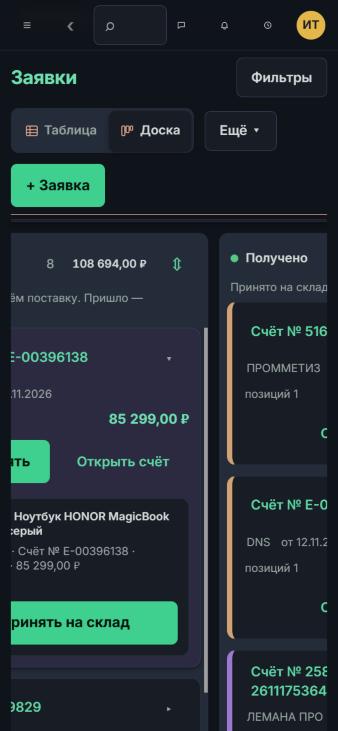 ИТ
Заявки
Фильтры
Таблица
Доска
Ещё
+ Заявка
8 108 694,00 ₽
ём поставку. Пришло —
E-00396138
.11.2026
85 299,00 ₽
ять
Открыть счёт
Ноутбук HONOR MagicBook
серый
· Счёт № E-00396138 ·
· 85 299,00 ₽
ринять на склад
9829
Получено
Принято на склад
Счёт № 516
ПРОММЕТИЗ
позиций 1
Счёт № E-0
DNS от 12.11.2
позиций 1
Счёт № 258
2611175364
ЛЕМАНА ПРО